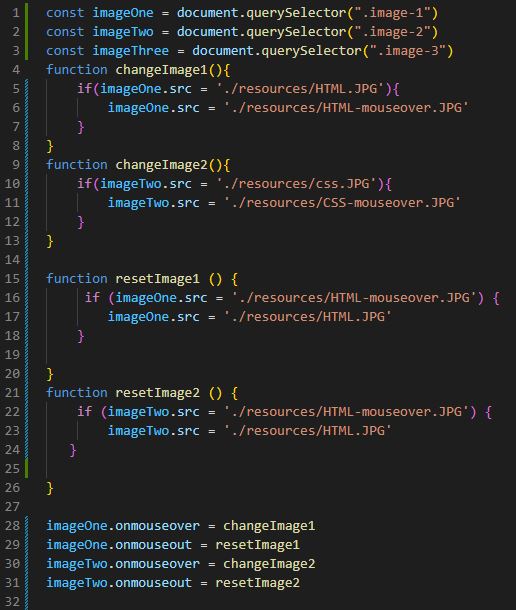 1 const imageOne = document.querySelector(".image-1")
2 const imageTwo = document.querySelector(".image-2")
3 const imageThree = document.querySelector(".image-3")
4 function changeImage1(){
5     if(imageOne.src = './resources/HTML.JPG'){
6         imageOne.src = './resources/HTML-mouseover.JPG'
7     }
8 }
9 function changeImage2(){
10     if(imageTwo.src = './resources/css.JPG'){
11         imageTwo.src = './resources/CSS-mouseover.JPG'
12     }
13 }
14
15 function resetImage1 () {
16      if (imageOne.src = './resources/HTML-mouseover.JPG') {
17         imageOne.src = './resources/HTML.JPG'
18     }
19
20 }
21 function resetImage2 () {
22     if (imageTwo.src = './resources/HTML-mouseover.JPG') {
23         imageTwo.src = './resources/HTML.JPG'
24    }
25
26 }
27
28 imageOne.onmouseover = changeImage1
29 imageOne.onmouseout = resetImage1
30 imageTwo.onmouseover = changeImage2
31 imageTwo.onmouseout = resetImage2
32